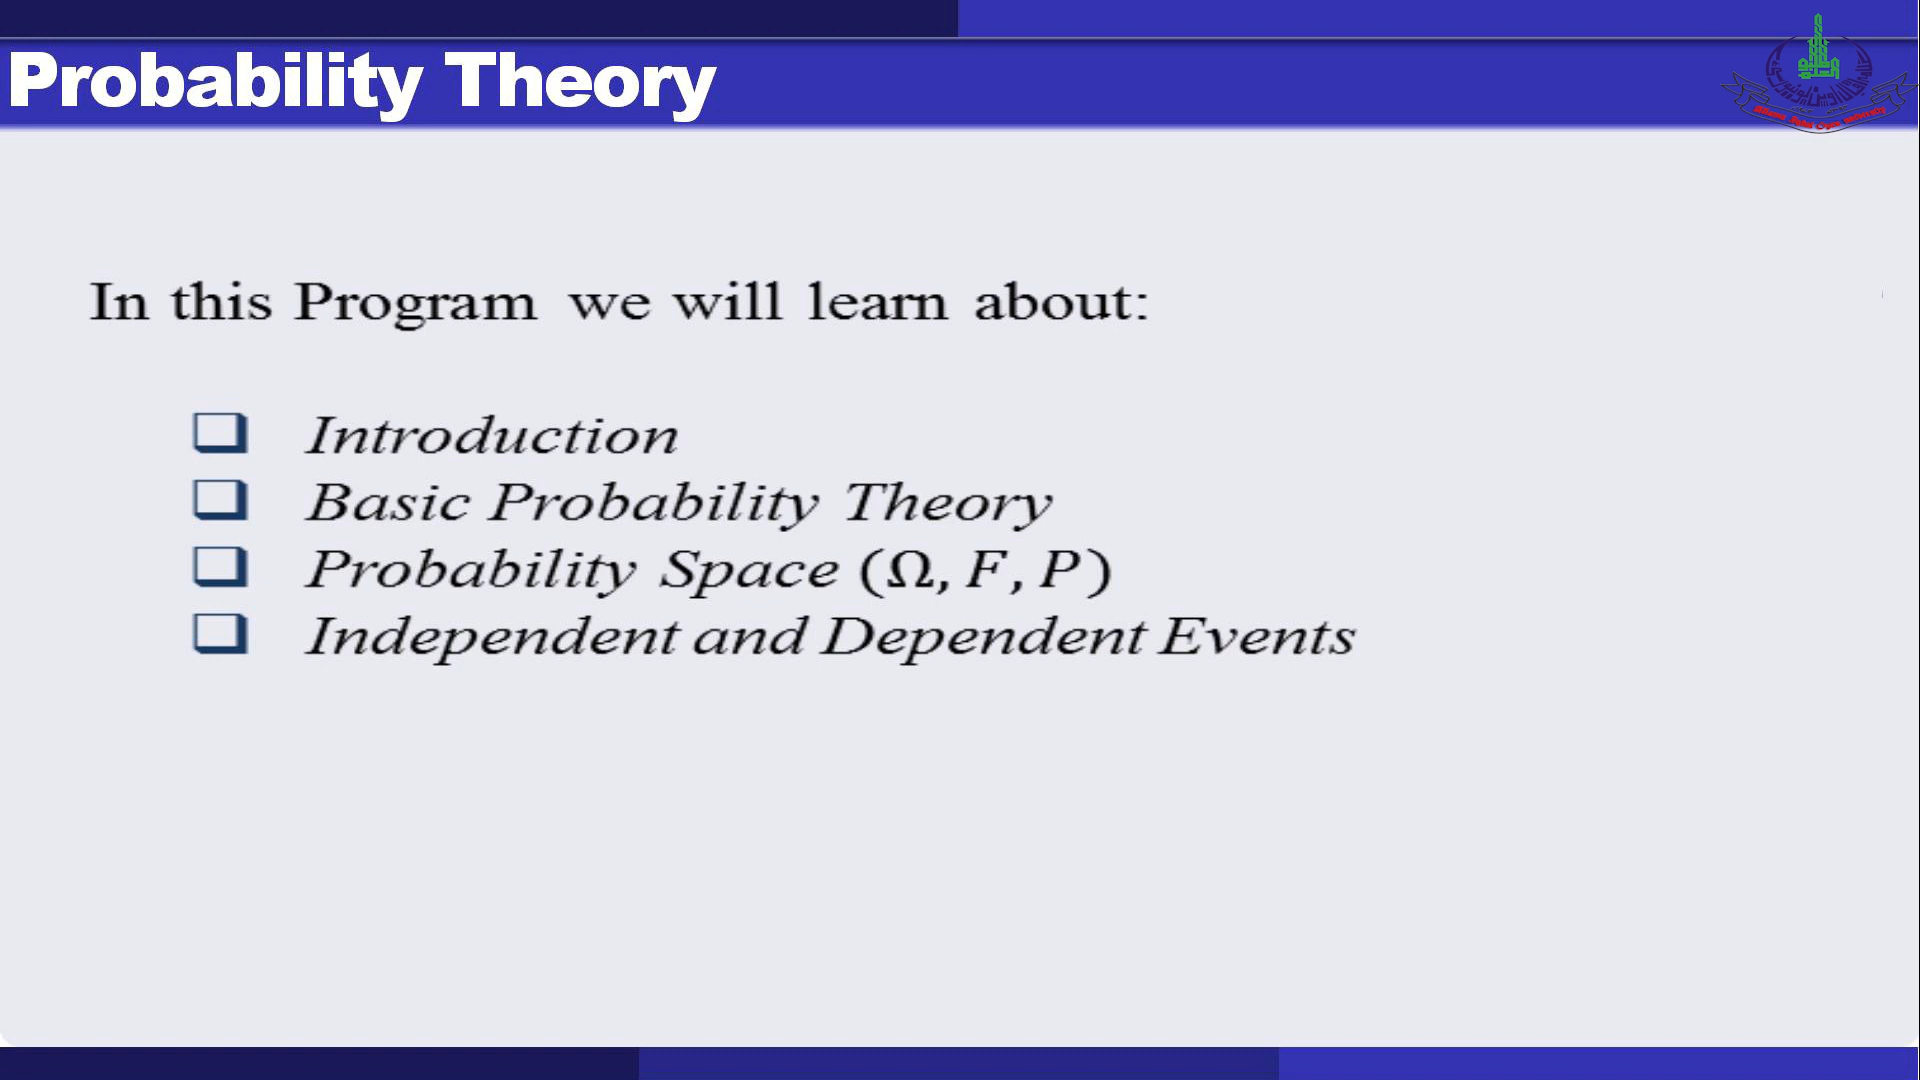 Probability Theory
In this Program we will learn about:
❑ Introduction
❑ Basic Probability Theory
❑ Probability Space (Ω, F, P)
❑ Independent and Dependent Events